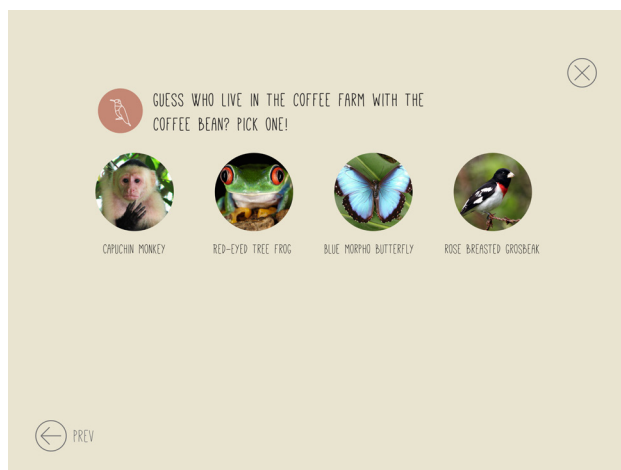 GUESS WHO LIVE IN THE COFFEE FARM WITH THE
COFFEE BEAN? PICK ONE!
CAPUCHIN MONKEY
RED-EYED TREE FROG
BLUE MORPHO BUTTERFLY
ROSE BREASTED GROSBEAK
PREV